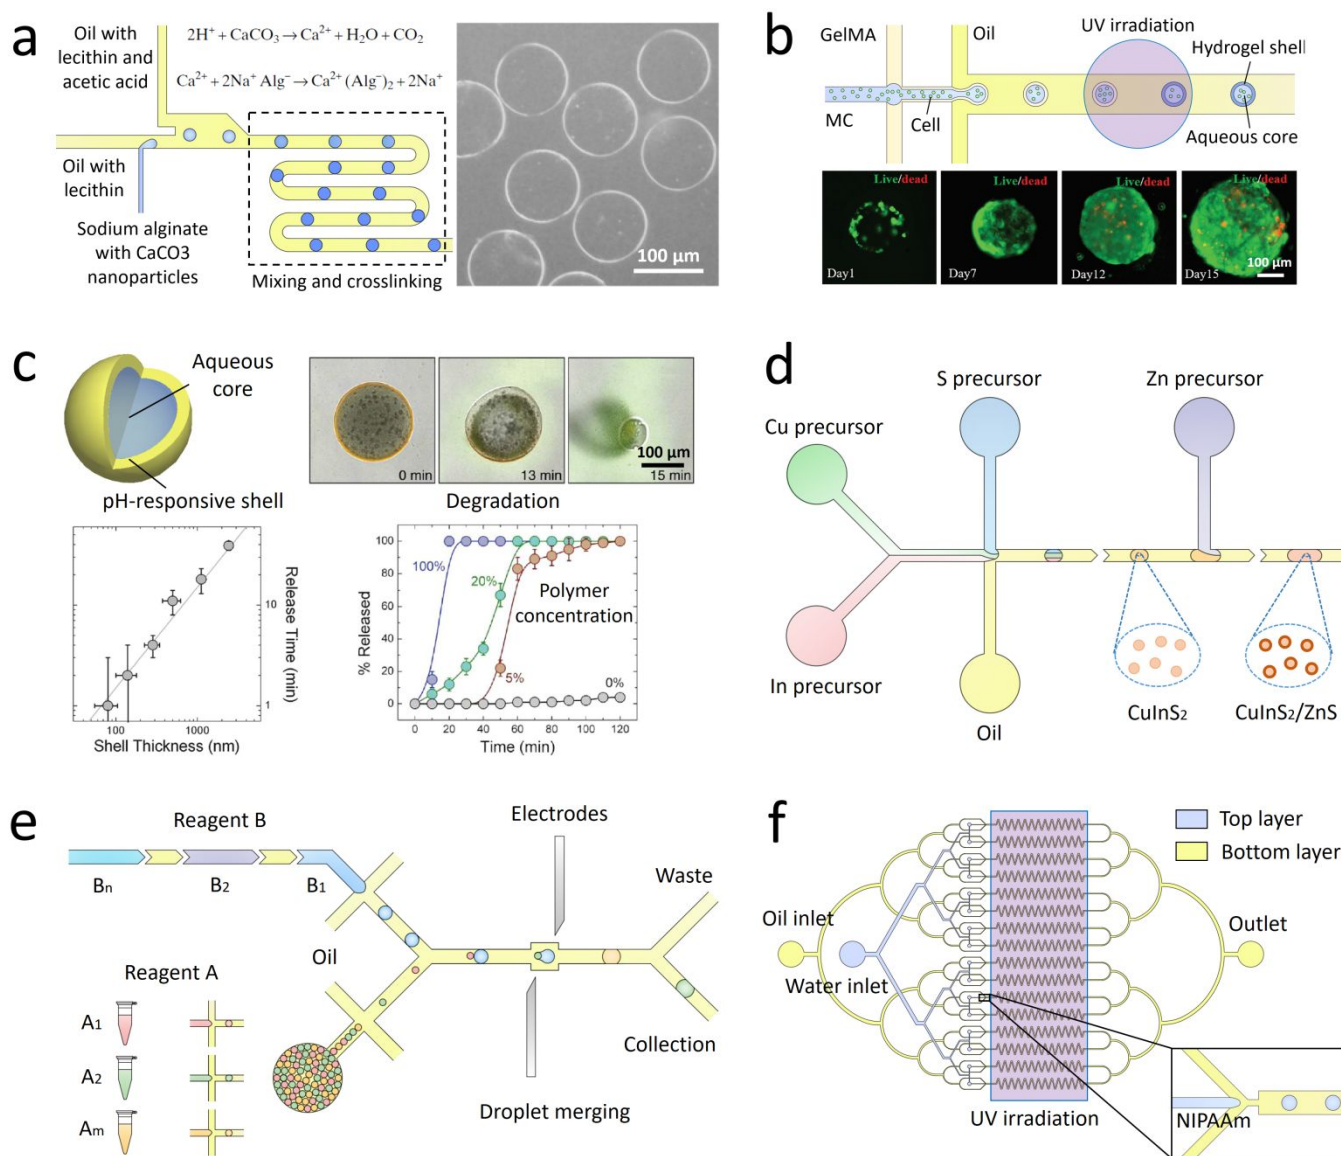 a
Oil with
lecithin and
acetic acid
2H⁺ + CaCO₃ → Ca²⁺ + H₂O + CO₂
Ca²⁺ + 2Na⁺ Alg⁻ → Ca²⁺ (Alg⁻)₂ + 2Na⁺
Oil with
lecithin
Sodium alginate
with CaCO3
nanoparticles
Mixing and crosslinking
100 μm
b
GelMA
Oil
UV irradiation
Hydrogel shell
MC
Cell
Aqueous core
Live/dead
Live/dead
Live/dead
Live/dead
Day1
Day7
Day12
Day15
100 μm
c
Aqueous
core
pH-responsive shell
0 min
13 min
100 μm
15 min
Degradation
10
1
Release Time (min)
100
1000
Shell Thickness (nm)
% Released
100
80
60
40
20
0
100%
20%
Polymer
concentration
5%
0%
0
20
40
60
80
100
120
Time (min)
d
S precursor
Zn precursor
Cu precursor
In precursor
Oil
CuInS₂
CuInS₂/ZnS
e
Reagent B
Bn
B2
B1
Electrodes
Waste
Oil
Reagent A
A1
A2
Am
Collection
Droplet merging
f
Top layer
Bottom layer
Oil inlet
Water inlet
Outlet
UV irradiation
NIPAAm